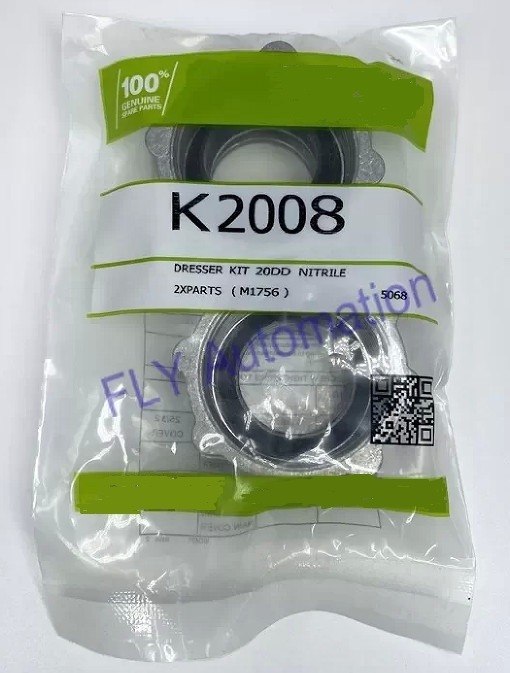 100%
GENUINE
SPARE PARTS
K2008
DRESSER KIT 20DD NITRILE
2XPARTS ( M1756 )
5068
FLY Automation